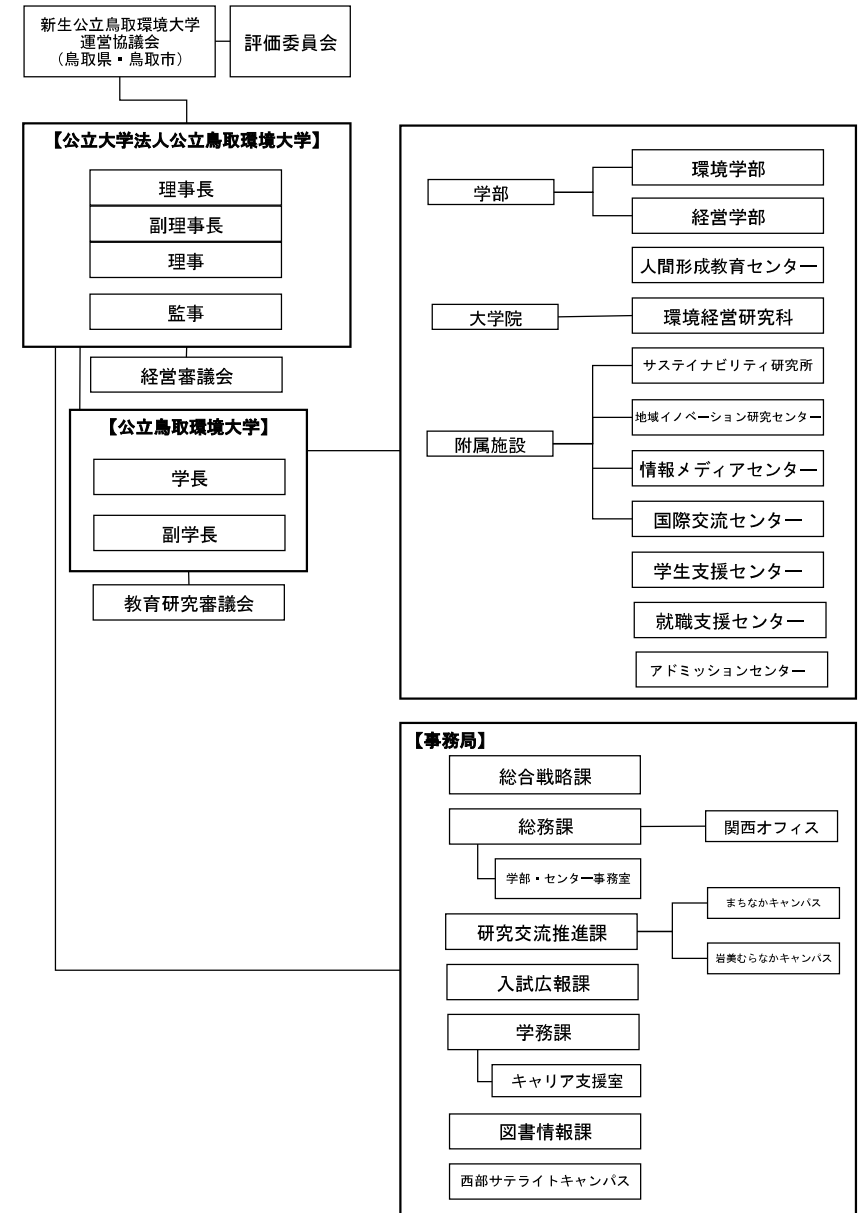 新生公立鳥取環境大学
運営協議会
（鳥取県・鳥取市）
評価委員会
【公立大学法人公立鳥取環境大学】
理事長
副理事長
理事
監事
経営審議会
【公立鳥取環境大学】
学長
副学長
教育研究審議会
学部
環境学部
経営学部
人間形成教育センター
大学院
環境経営研究科
附属施設
サステイナビリティ研究所
地域イノベーション研究センター
情報メディアセンター
国際交流センター
学生支援センター
就職支援センター
アドミッションセンター
【事務局】
総合戦略課
総務課
関西オフィス
学部・センター事務室
研究交流推進課
まちなかキャンパス
岩美むらなかキャンパス
入試広報課
学務課
キャリア支援室
図書情報課
西部サテライトキャンパス